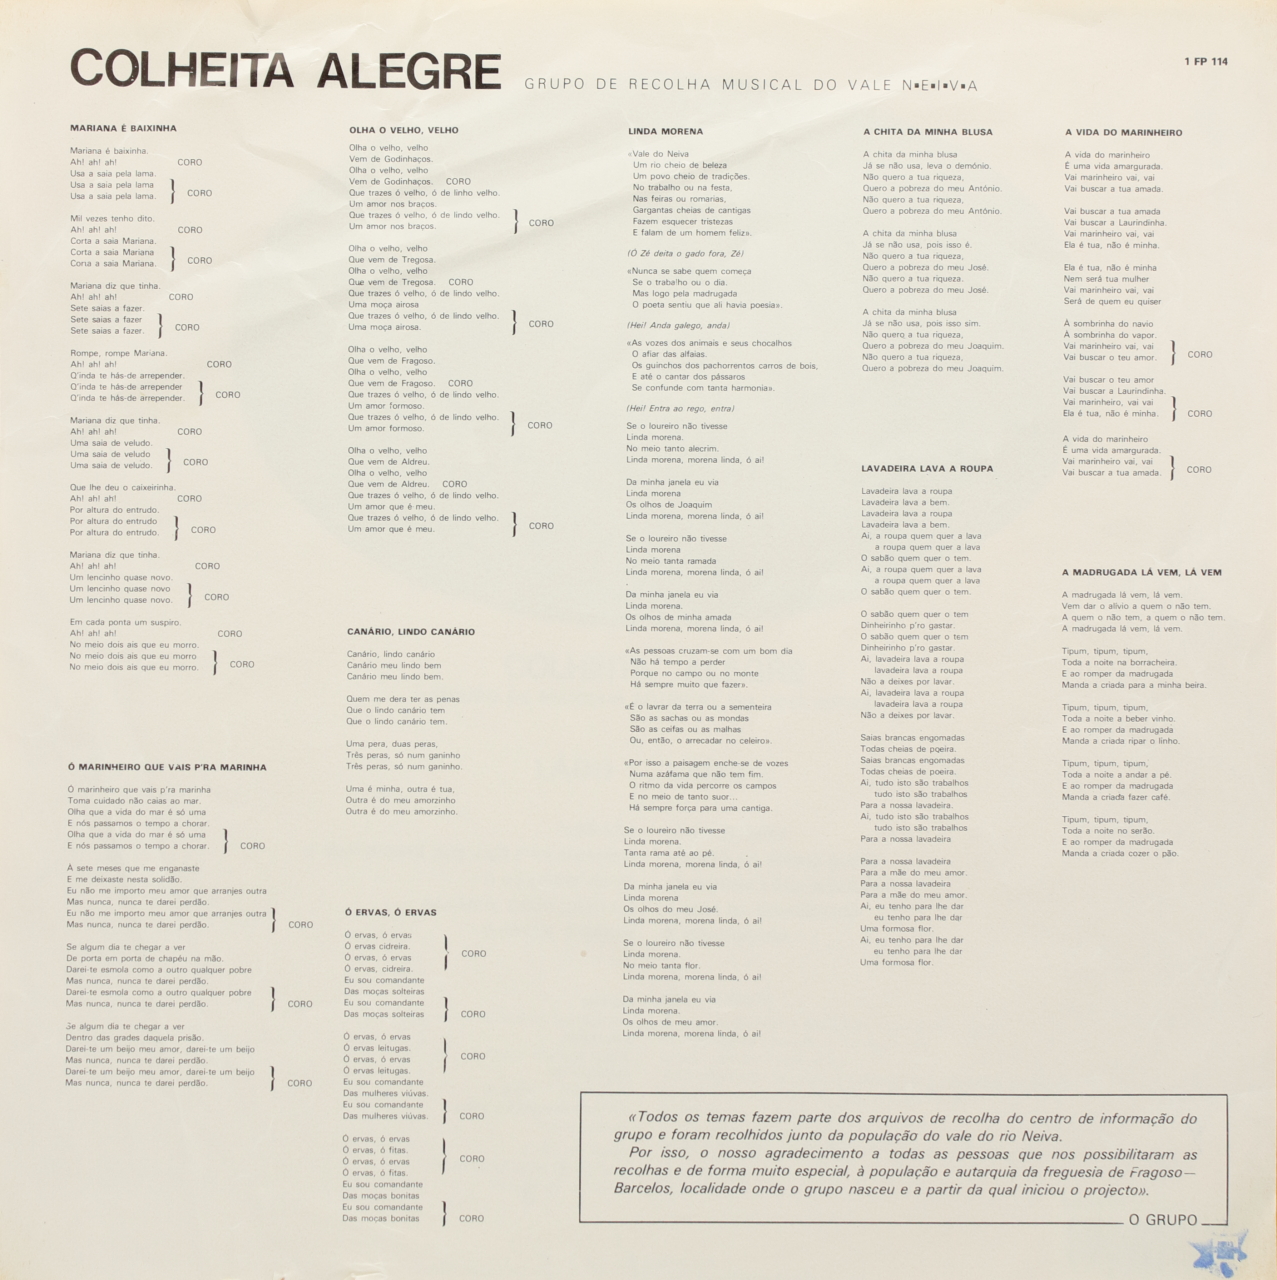 COLHEITA ALEGRE GRUPO DE RECOLHA MUSICAL DO VALE N▪E▪I▪V▪A
1 FP 114
MARIANA É BAIXINHA
Mariana é baixinha.
Ah! ah! ah! CORO
Usa a saia pela lama.
Usa a saia pela lama
Usa a saia pela lama. } CORO
Mil vezes tenho dito.
Ah! ah! ah! CORO
Corta a saia Mariana.
Corta a saia Mariana
Corta a saia Mariana. } CORO
Mariana diz que tinha.
Ah! ah! ah! CORO
Sete saias a fazer.
Sete saias a fazer
Sete saias a fazer. } CORO
Rompe, rompe Mariana.
Ah! ah! ah! CORO
Q'inda te hás-de arrepender.
Q'inda te hás-de arrepender
Q'inda te hás-de arrepender. } CORO
Mariana diz que tinha.
Ah! ah! ah! CORO
Uma saia de veludo.
Uma saia de veludo
Uma saia de veludo. } CORO
Que lhe deu o caixeirinha.
Ah! ah! ah! CORO
Por altura do entrudo.
Por altura do entrudo
Por altura do entrudo. } CORO
Mariana diz que tinha.
Ah! ah! ah! CORO
Um lencinho quase novo.
Um lencinho quase novo
Um lencinho quase novo. } CORO
Em cada ponta um suspiro.
Ah! ah! ah! CORO
No meio dois ais que eu morro.
No meio dois ais que eu morro
No meio dois ais que eu morro. } CORO
Ó MARINHEIRO QUE VAIS P'RA MARINHA
Ó marinheiro que vais p'ra marinha
Toma cuidado não caias ao mar.
Olha que a vida do mar é só uma
E nós passamos o tempo a chorar.
Olha que a vida do mar é só uma
E nós passamos o tempo a chorar. } CORO
Á sete meses que me enganaste
E me deixaste nesta solidão.
Eu não me importo meu amor que arranjes outra
Mas nunca, nunca te darei perdão.
Eu não me importo meu amor que arranjes outra
Mas nunca, nunca te darei perdão. } CORO
Se algum dia te chegar a ver
De porta em porta de chapéu na mão.
Darei-te esmola como a outro qualquer pobre
Mas nunca, nunca te darei perdão.
Darei-te esmola como a outro qualquer pobre
Mas nunca, nunca te darei perdão. } CORO
Se algum dia te chegar a ver
Dentro das grades daquela prisão.
Darei-te um beijo meu amor, darei-te um beijo
Mas nunca, nunca te darei perdão.
Darei-te um beijo meu amor, darei-te um beijo
Mas nunca, nunca te darei perdão. } CORO
OLHA O VELHO, VELHO
Olha o velho, velho
Vem de Godinhaços.
Olha o velho, velho
Vem de Godinhaços. CORO
Que trazes ó velho, ó de linho velho.
Um amor nos braços.
Que trazes ó velho, ó de lindo velho.
Um amor nos braços. } CORO
Olha o velho, velho
Que vem de Tregosa.
Olha o velho, velho
Que vem de Tregosa. CORO
Que trazes ó velho, ó de lindo velho.
Uma moça airosa
Que trazes ó velho, ó de lindo velho.
Uma moça airosa. } CORO
Olha o velho, velho
Que vem de Fragoso.
Olha o velho, velho
Que vem de Fragoso. CORO
Que trazes ó velho, ó de lindo velho.
Um amor formoso.
Que trazes ó velho, ó de lindo velho.
Um amor formoso. } CORO
Olha o velho, velho
Que vem de Aldreu.
Olha o velho, velho
Que vem de Aldreu. CORO
Que trazes ó velho, ó de lindo velho.
Um amor que é meu.
Que trazes ó velho, ó de lindo velho.
Um amor que é meu. } CORO
CANÁRIO, LINDO CANÁRIO
Canário, lindo canário
Canário meu lindo bem
Canário meu lindo bem.
Quem me dera ter as penas
Que o lindo canário tem
Que o lindo canário tem.
Uma pera, duas peras,
Três peras, só num ganinho
Três peras, só num ganinho.
Uma é minha, outra é tua,
Outra é do meu amorzinho
Outra é do meu amorzinho.
Ó ERVAS, Ó ERVAS
Ó ervas, ó ervas
Ó ervas cidreira.
Ó ervas, ó ervas
Ó ervas, cidreira. } CORO
Eu sou comandante
Das moças solteiras
Eu sou comandante
Das moças solteiras } CORO
Ó ervas, ó ervas
Ó ervas leitugas.
Ó ervas, ó ervas
Ó ervas leitugas. } CORO
Eu sou comandante
Das mulheres viúvas.
Eu sou comandante
Das mulheres viúvas. } CORO
Ó ervas, ó ervas
Ó ervas, ó fitas.
Ó ervas, ó ervas
Ó ervas, ó fitas. } CORO
Eu sou comandante
Das moças bonitas
Eu sou comandante
Das moças bonitas } CORO
LINDA MORENA
«Vale do Neiva
Um rio cheio de beleza
Um povo cheio de tradições.
No trabalho ou na festa,
Nas feiras ou romarias,
Gargantas cheias de cantigas
Fazem esquecer tristezas
E falam de um homem feliz».
(Ó Zé deita o gado fora, Zé)
«Nunca se sabe quem começa
Se o trabalho ou o dia.
Mas logo pela madrugada
O poeta sentiu que ali havia poesia».
(Hei! Anda galego, anda)
«As vozes dos animais e seus chocalhos
O afiar das alfaias.
Os guinchos dos pachorrentos carros de bois,
E até o cantar dos pássaros
Se confunde com tanta harmonia».
(Hei! Entra ao rego, entra)
Se o loureiro não tivesse
Linda morena.
No meio tanto alecrim.
Linda morena, morena linda, ó ai!
Da minha janela eu via
Linda morena
Os olhos de Joaquim
Linda morena, morena linda, ó ai!
Se o loureiro não tivesse
Linda morena
No meio tanta ramada
Linda morena, morena linda, ó ai!
Da minha janela eu via
Linda morena.
Os olhos de minha amada
Linda morena, morena linda, ó ai!
«As pessoas cruzam-se com um bom dia
Não há tempo a perder
Porque no campo ou no monte
Há sempre muito que fazer».
«É o lavrar da terra ou a sementeira
São as sachas ou as mondas
São as ceifas ou as malhas
Ou, então, o arrecadar no celeiro».
«Por isso a paisagem enche-se de vozes
Numa azáfama que não tem fim.
O ritmo da vida percorre os campos
E no meio de tanto suor...
Há sempre força para uma cantiga.
Se o loureiro não tivesse
Linda morena.
Tanta rama até ao pé.
Linda morena, morena linda, ó ai!
Da minha janela eu via
Linda morena
Os olhos do meu José.
Linda morena, morena linda, ó ai!
Se o loureiro não tivesse
Linda morena.
No meio tanta flor.
Linda morena, morena linda, ó ai!
Da minha janela eu via
Linda morena.
Os olhos de meu amor.
Linda morena, morena linda, ó ai!
A CHITA DA MINHA BLUSA
A chita da minha blusa
Já se não usa, leva o demónio.
Não quero a tua riqueza,
Quero a pobreza do meu António.
Não quero a tua riqueza,
Quero a pobreza do meu António.
A chita da minha blusa
Já se não usa, pois isso é.
Não quero a tua riqueza,
Quero a pobreza do meu José.
Não quero a tua riqueza.
Quero a pobreza do meu José.
A chita da minha blusa
Já se não usa, pois isso sim.
Não quero a tua riqueza,
Quero a pobreza do meu Joaquim.
Não quero a tua riqueza,
Quero a pobreza do meu Joaquim.
LAVADEIRA LAVA A ROUPA
Lavadeira lava a roupa
Lavadeira lava a bem.
Lavadeira lava a roupa
Lavadeira lava a bem.
Ai, a roupa quem quer a lava
a roupa quem quer a lava
O sabão quem quer o tem.
Ai, a roupa quem quer a lava
a roupa quem quer a lava
O sabão quem quer o tem.
O sabão quem quer o tem
Dinheirinho p'ro gastar.
O sabão quem quer o tem
Dinheirinho p'ro gastar.
Ai, lavadeira lava a roupa
lavadeira lava a roupa
Não a deixes por lavar.
Ai, lavadeira lava a roupa
lavadeira lava a roupa
Não a deixes por lavar.
Saias brancas engomadas
Todas cheias de poeira.
Saias brancas engomadas
Todas cheias de poeira.
Ai, tudo isto são trabalhos
tudo isto são trabalhos
Para a nossa lavadeira.
Ai, tudo isto são trabalhos
tudo isto são trabalhos
Para a nossa lavadeira
Para a nossa lavadeira
Para a mãe do meu amor.
Para a nossa lavadeira
Para a mãe do meu amor.
Ai, eu tenho para lhe dar
eu tenho para lhe dar
Uma formosa flor.
Ai, eu tenho para lhe dar
eu tenho para lhe dar
Uma formosa flor.
A VIDA DO MARINHEIRO
A vida do marinheiro
É uma vida amargurada.
Vai marinheiro vai, vai
Vai buscar a tua amada.
Vai buscar a tua amada
Vai buscar a Laurindinha.
Vai marinheiro vai, vai
Ela é tua, não é minha.
Ela é tua, não é minha
Nem será tua mulher
Vai marinheiro vai, vai
Será de quem eu quiser
À sombrinha do navio
À sombrinha do vapor.
Vai marinheiro vai, vai
Vai buscar o teu amor. } CORO
Vai buscar o teu amor
Vai buscar a Laurindinha.
Vai marinheiro, vai vai
Ela é tua, não é minha. } CORO
A vida do marinheiro
É uma vida amargurada.
Vai marinheiro vai, vai
Vai buscar a tua amada. } CORO
A MADRUGADA LÁ VEM, LÁ VEM
A madrugada lá vem, lá vem.
Vem dar o alívio a quem o não tem.
A quem o não tem, a quem o não tem.
A madrugada lá vem, lá vem.
Tipum, tipum, tipum,
Toda a noite na borracheira.
E ao romper da madrugada
Manda a criada para a minha beira.
Tipum, tipum, tipum,
Toda a noite a beber vinho.
E ao romper da madrugada
Manda a criada ripar o linho.
Tipum, tipum, tipum,
Toda a noite a andar a pé.
E ao romper da madrugada
Manda a criada fazer café.
Tipum, tipum, tipum,
Toda a noite no serão.
E ao romper da madrugada
Manda a criada cozer o pão.
«Todos os temas fazem parte dos arquivos de recolha do centro de informação do
grupo e foram recolhidos junto da população do vale do rio Neiva.
Por isso, o nosso agradecimento a todas as pessoas que nos possibilitaram as
recolhas e de forma muito especial, à população e autarquia da freguesia de Fragoso—
Barcelos, localidade onde o grupo nasceu e a partir da qual iniciou o projecto».
O GRUPO